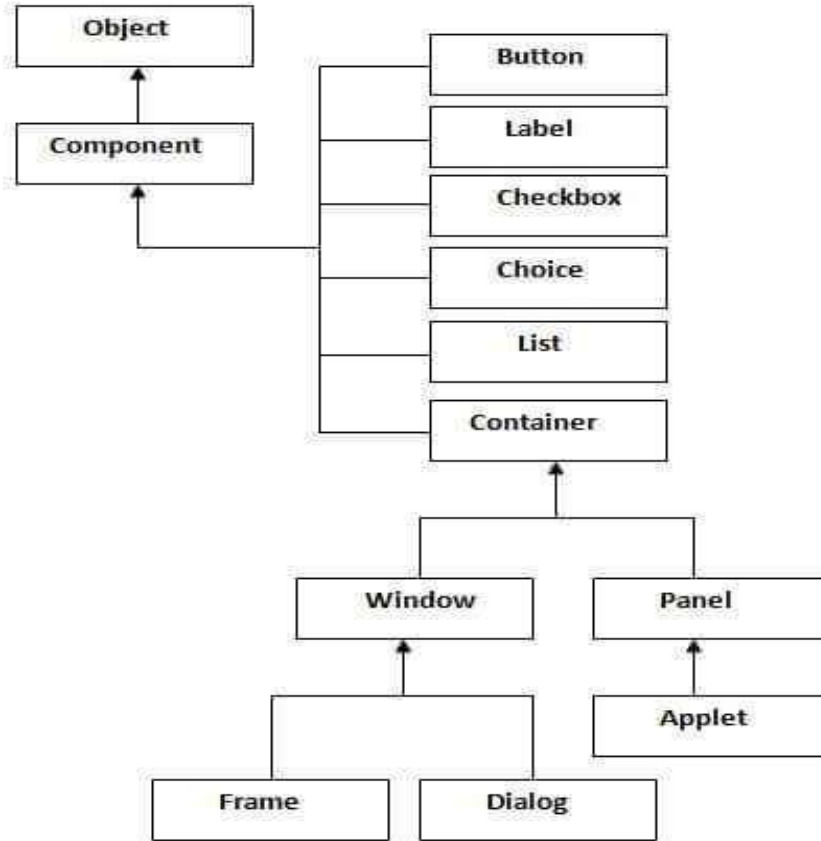 Object
Component
Button
Label
Checkbox
Choice
List
Container
Window
Panel
Applet
Frame
Dialog